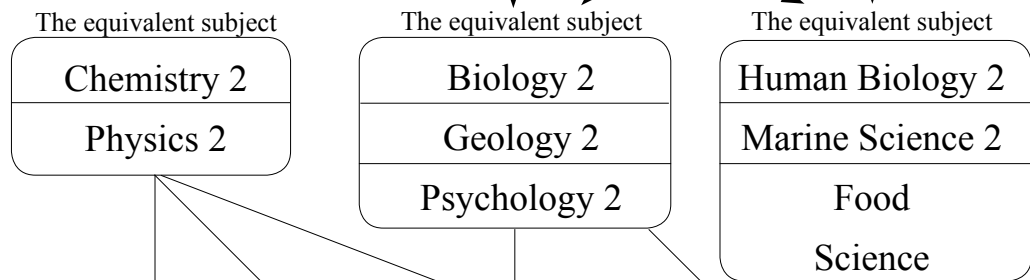 The equivalent subject
Chemistry 2
Physics 2
The equivalent subject
Biology 2
Geology 2
Psychology 2
The equivalent subject
Human Biology 2
Marine Science 2
Food
Science